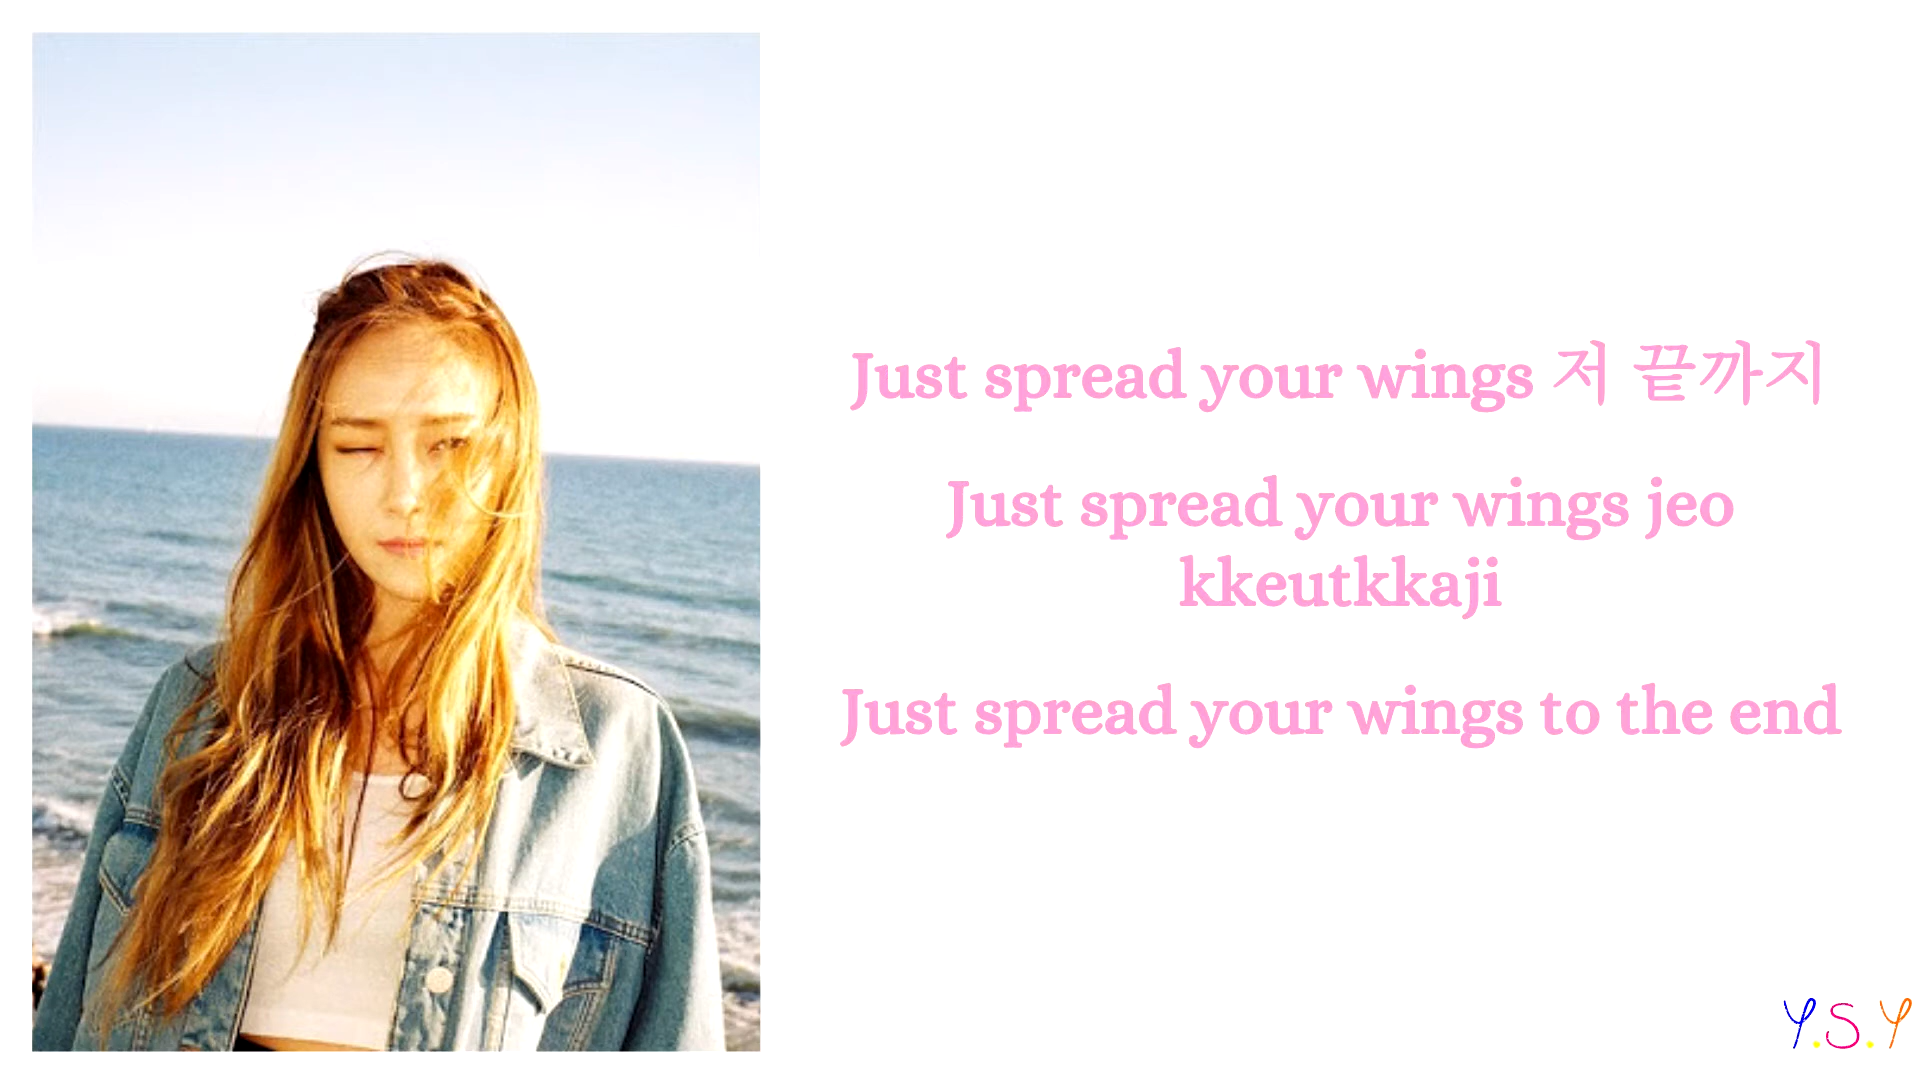 Just spread your wings 저 끝까지
Just spread your wings jeo
kkeutkkaji
Just spread your wings to the end
Y.S.Y